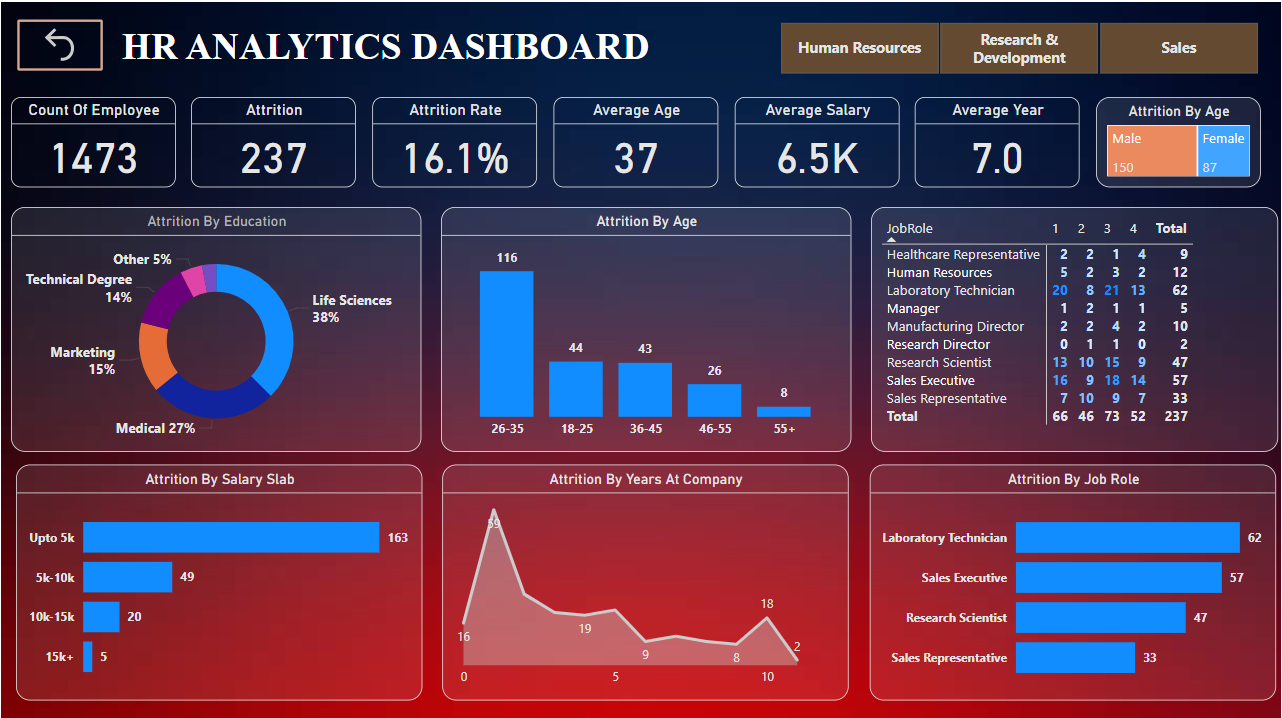 HR ANALYTICS DASHBOARD
Human Resources
Research &
Development
Sales
Count Of Employee
1473
Attrition
237
Attrition Rate
16.1%
Average Age
37
Average Salary
6.5K
Average Year
7.0
Attrition By Age
Male
150
Female
87
Attrition By Education
Other 5%
Technical Degree
14%
Life Sciences
38%
Marketing
15%
Medical 27%
Attrition By Age
116
44
43
26
8
26-35 18-25 36-45 46-55 55+
JobRole 1 2 3 4 Total
Healthcare Representative 2 2 1 4 9
Human Resources 5 2 3 2 12
Laboratory Technician 20 8 21 13 62
Manager 1 2 1 1 5
Manufacturing Director 2 2 4 2 10
Research Director 0 1 1 0 2
Research Scientist 13 10 15 9 47
Sales Executive 16 9 18 14 57
Sales Representative 7 10 9 7 33
Total 66 46 73 52 237
Attrition By Salary Slab
Upto 5k 163
5k-10k 49
10k-15k 20
15k+ 5
Attrition By Years At Company
59
16
19
9
8
18
2
0 5 10
Attrition By Job Role
Laboratory Technician 62
Sales Executive 57
Research Scientist 47
Sales Representative 33